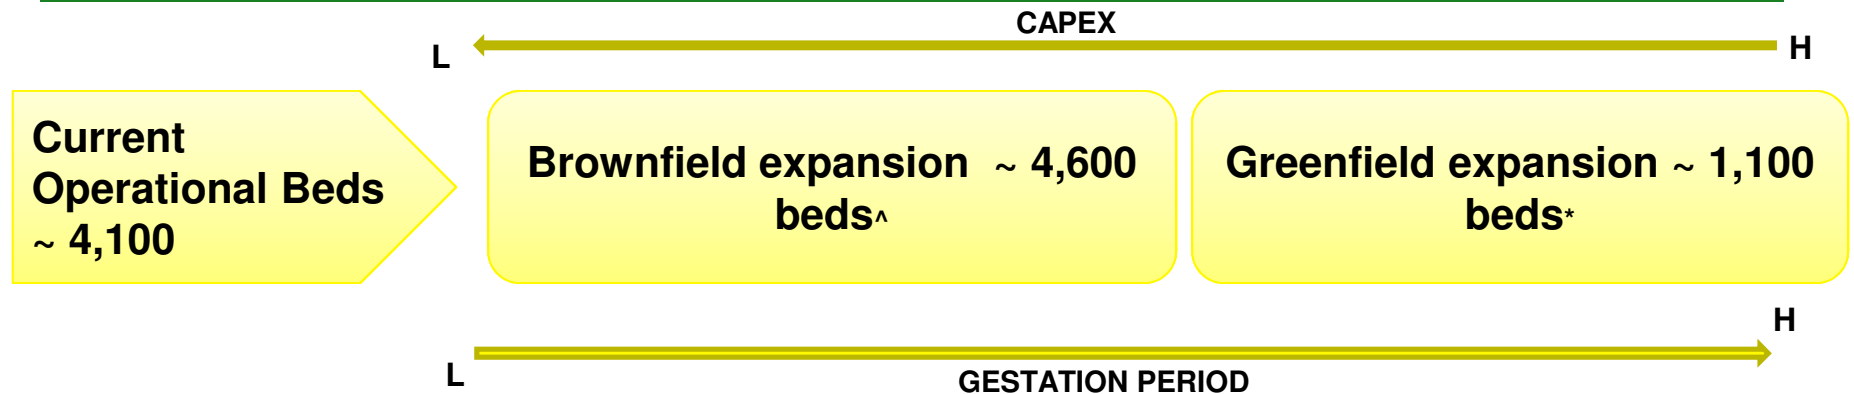 CAPEX
L
H
Current
Operational Beds
~ 4,100
Brownfield expansion ~ 4,600
beds^
Greenfield expansion ~ 1,100
beds*
H
L
GESTATION PERIOD